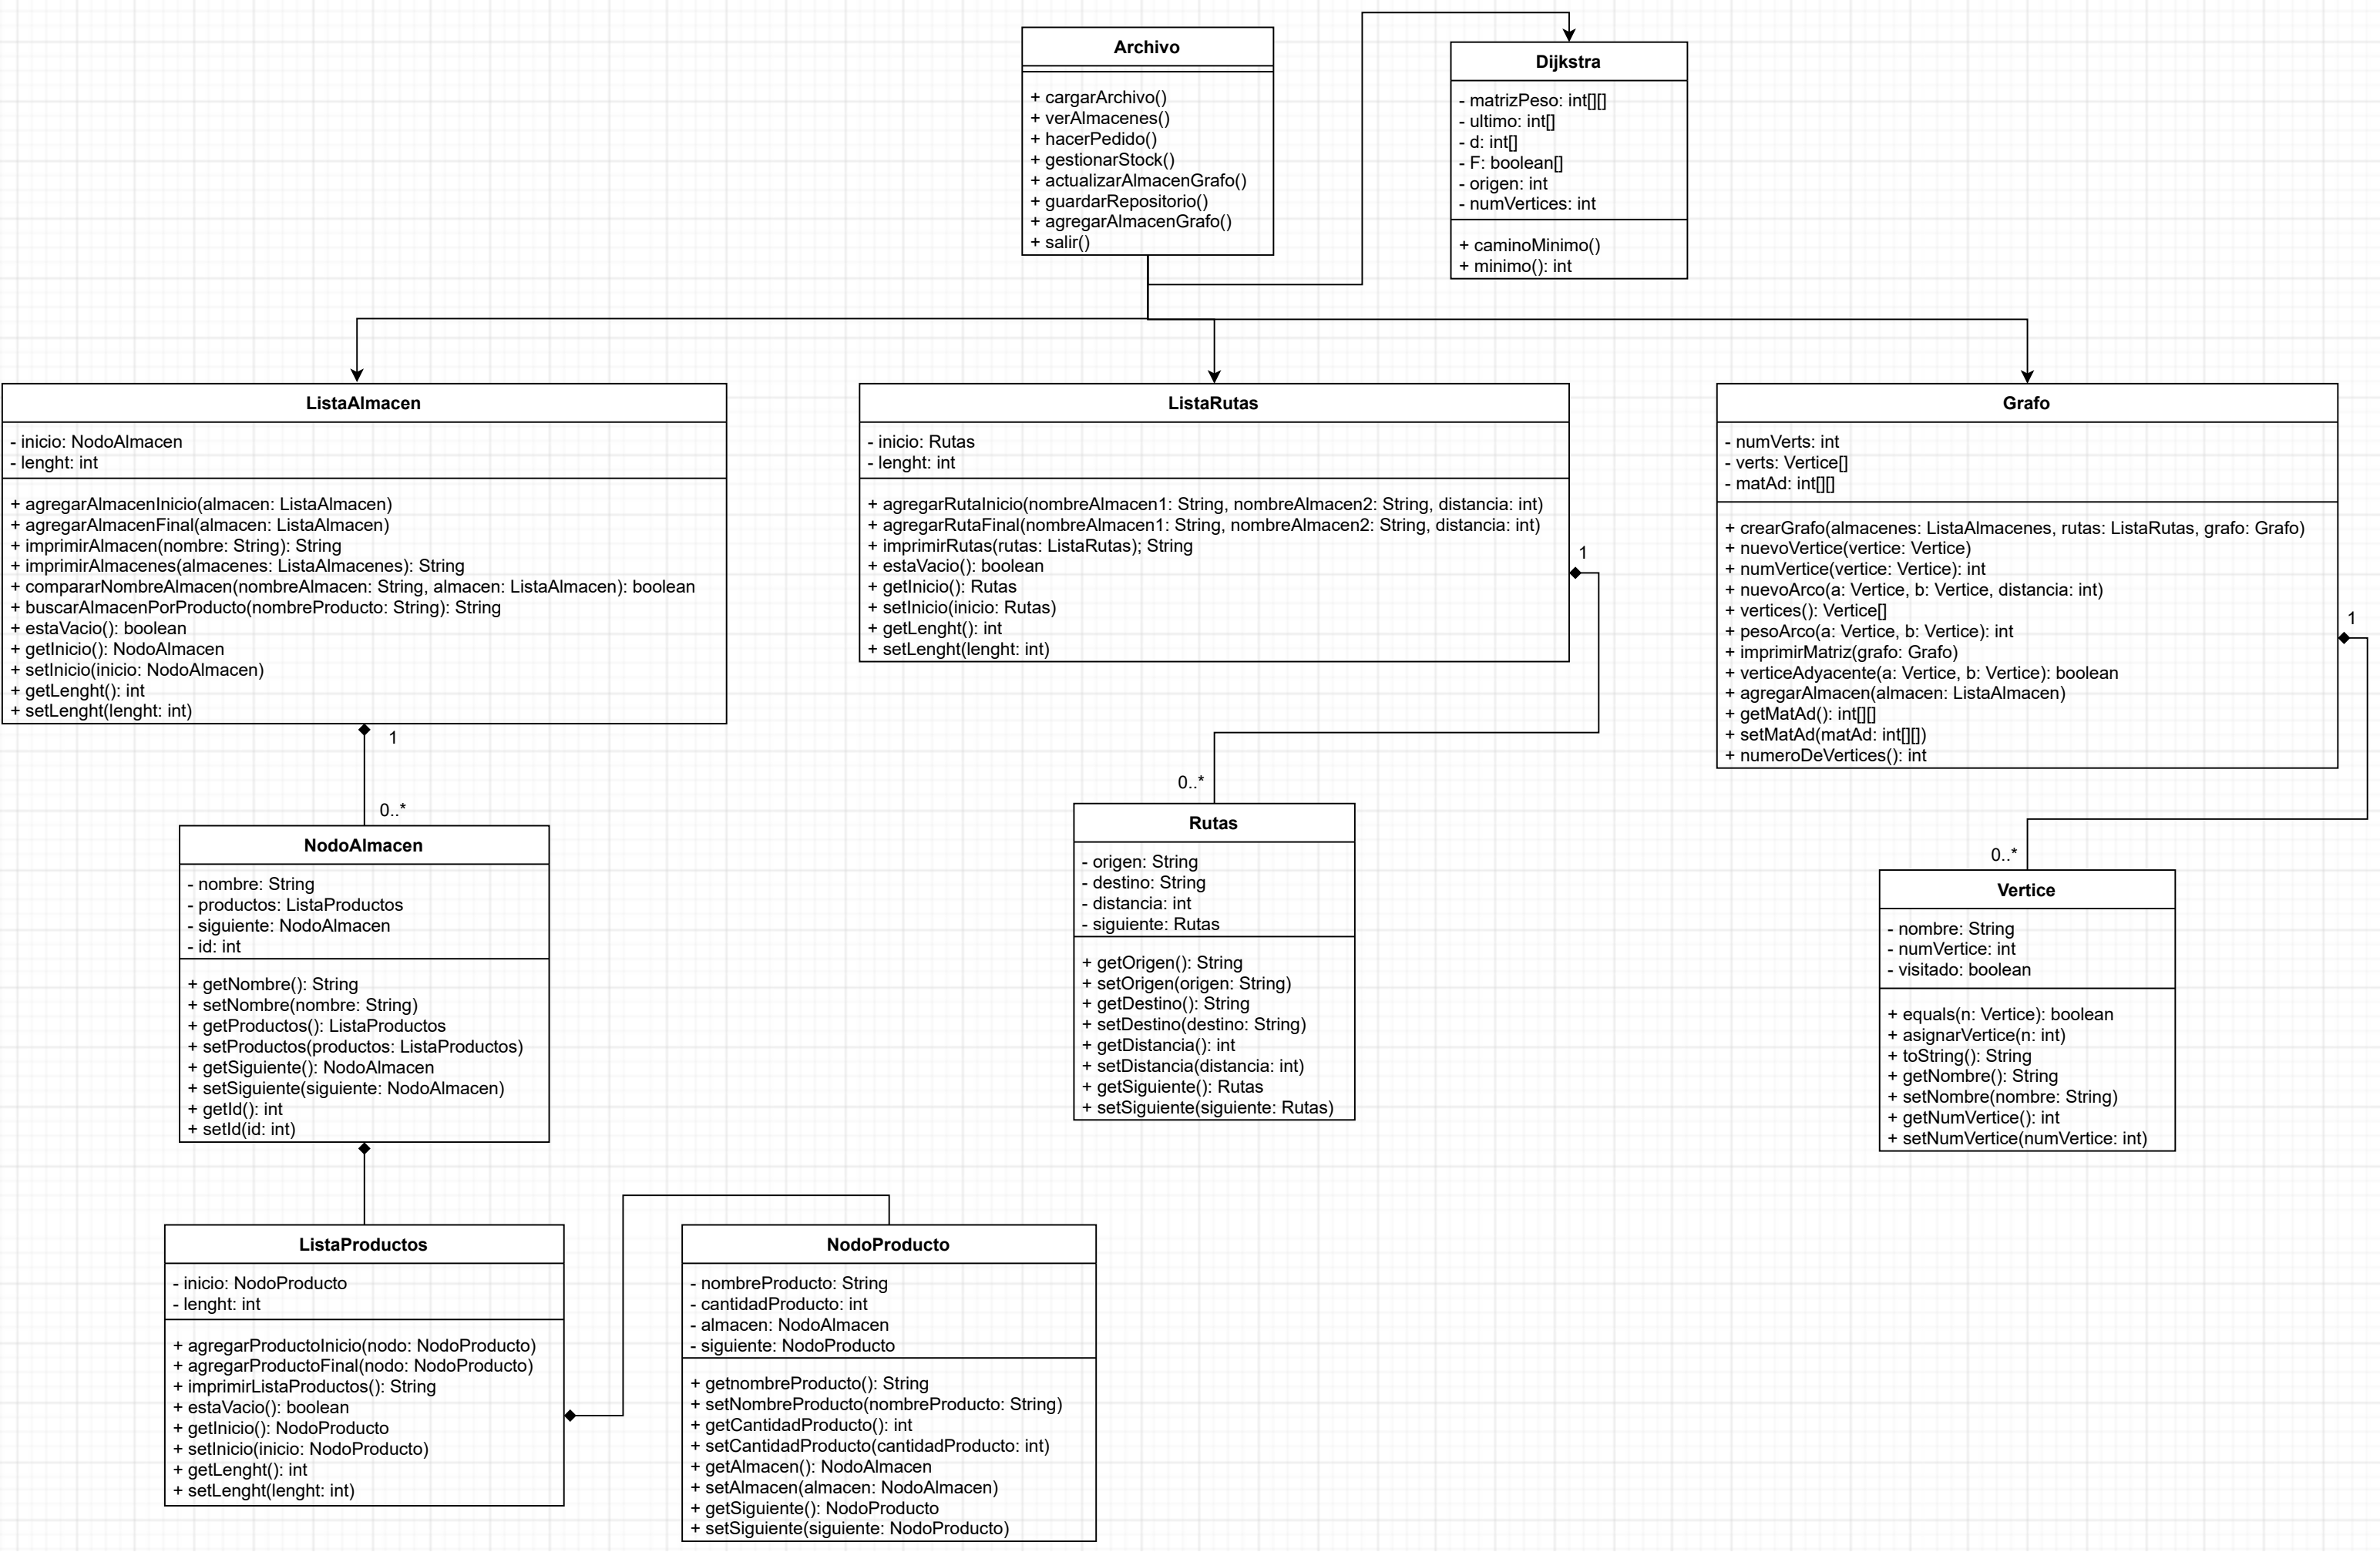 Archivo
+ cargarArchivo()
+ verAlmacenes()
+ hacerPedido()
+ gestionarStock()
+ actualizarAlmacenGrafo()
+ guardarRepositorio()
+ agregarAlmacenGrafo()
+ salir()
Dijkstra
- matrizPeso: int[][]
- ultimo: int[]
- d: int[]
- F: boolean[]
- origen: int
- numVertices: int
+ caminoMinimo()
+ minimo(): int
ListaAlmacen
- inicio: NodoAlmacen
- lenght: int
+ agregarAlmacenInicio(almacen: ListaAlmacen)
+ agregarAlmacenFinal(almacen: ListaAlmacen)
+ imprimirAlmacen(nombre: String): String
+ imprimirAlmacenes(almacenes: ListaAlmacenes): String
+ compararNombreAlmacen(nombreAlmacen: String, almacen: ListaAlmacen): boolean
+ buscarAlmacenPorProducto(nombreProducto: String): String
+ estaVacio(): boolean
+ getInicio(): NodoAlmacen
+ setInicio(inicio: NodoAlmacen)
+ getLenght(): int
+ setLenght(lenght: int)
1
0..*
ListaRutas
- inicio: Rutas
- lenght: int
+ agregarRutaInicio(nombreAlmacen1: String, nombreAlmacen2: String, distancia: int)
+ agregarRutaFinal(nombreAlmacen1: String, nombreAlmacen2: String, distancia: int)
+ imprimirRutas(rutas: ListaRutas); String
+ estaVacio(): boolean
+ getInicio(): Rutas
+ setInicio(inicio: Rutas)
+ getLenght(): int
+ setLenght(lenght: int)
1
0..*
Grafo
- numVerts: int
- verts: Vertice[]
- matAd: int[][]
+ crearGrafo(almacenes: ListaAlmacenes, rutas: ListaRutas, grafo: Grafo)
+ nuevoVertice(vertice: Vertice)
+ numVertice(vertice: Vertice): int
+ nuevoArco(a: Vertice, b: Vertice, distancia: int)
+ vertices(): Vertice[]
+ pesoArco(a: Vertice, b: Vertice): int
+ imprimirMatriz(grafo: Grafo)
+ verticeAdyacente(a: Vertice, b: Vertice): boolean
+ agregarAlmacen(almacen: ListaAlmacen)
+ getMatAd(): int[][]
+ setMatAd(matAd: int[][])
+ numeroDeVertices(): int
1
0..*
NodoAlmacen
- nombre: String
- productos: ListaProductos
- siguiente: NodoAlmacen
- id: int
+ getNombre(): String
+ setNombre(nombre: String)
+ getProductos(): ListaProductos
+ setProductos(productos: ListaProductos)
+ getSiguiente(): NodoAlmacen
+ setSiguiente(siguiente: NodoAlmacen)
+ getId(): int
+ setId(id: int)
Rutas
- origen: String
- destino: String
- distancia: int
- siguiente: Rutas
+ getOrigen(): String
+ setOrigen(origen: String)
+ getDestino(): String
+ setDestino(destino: String)
+ getDistancia(): int
+ setDistancia(distancia: int)
+ getSiguiente(): Rutas
+ setSiguiente(siguiente: Rutas)
Vertice
- nombre: String
- numVertice: int
- visitado: boolean
+ equals(n: Vertice): boolean
+ asignarVertice(n: int)
+ toString(): String
+ getNombre(): String
+ setNombre(nombre: String)
+ getNumVertice(): int
+ setNumVertice(numVertice: int)
ListaProductos
- inicio: NodoProducto
- lenght: int
+ agregarProductoInicio(nodo: NodoProducto)
+ agregarProductoFinal(nodo: NodoProducto)
+ imprimirListaProductos(): String
+ estaVacio(): boolean
+ getInicio(): NodoProducto
+ setInicio(inicio: NodoProducto)
+ getLenght(): int
+ setLenght(lenght: int)
NodoProducto
- nombreProducto: String
- cantidadProducto: int
- almacen: NodoAlmacen
- siguiente: NodoProducto
+ getnombreProducto(): String
+ setNombreProducto(nombreProducto: String)
+ getCantidadProducto(): int
+ setCantidadProducto(cantidadProducto: int)
+ getAlmacen(): NodoAlmacen
+ setAlmacen(almacen: NodoAlmacen)
+ getSiguiente(): NodoProducto
+ setSiguiente(siguiente: NodoProducto)